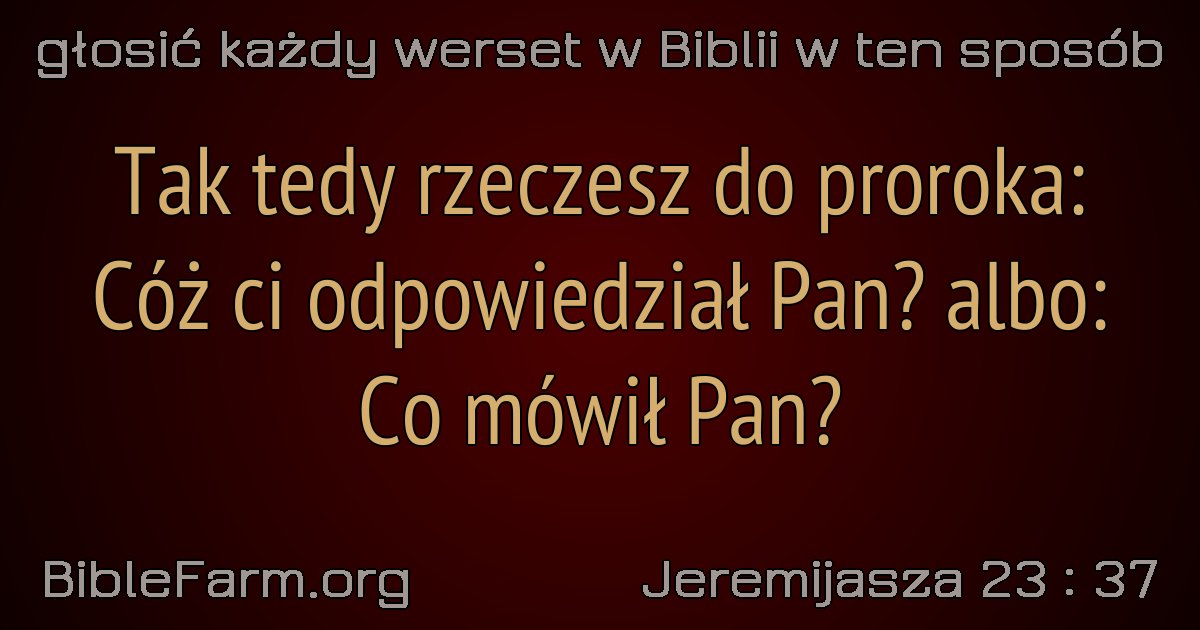 głosić każdy werset w Biblii w ten sposób
Tak tedy rzeczesz do proroka:
Cóż ci odpowiedział Pan? albo:
Co mówił Pan?
BibleFarm.org
Jeremijasza 23 : 37